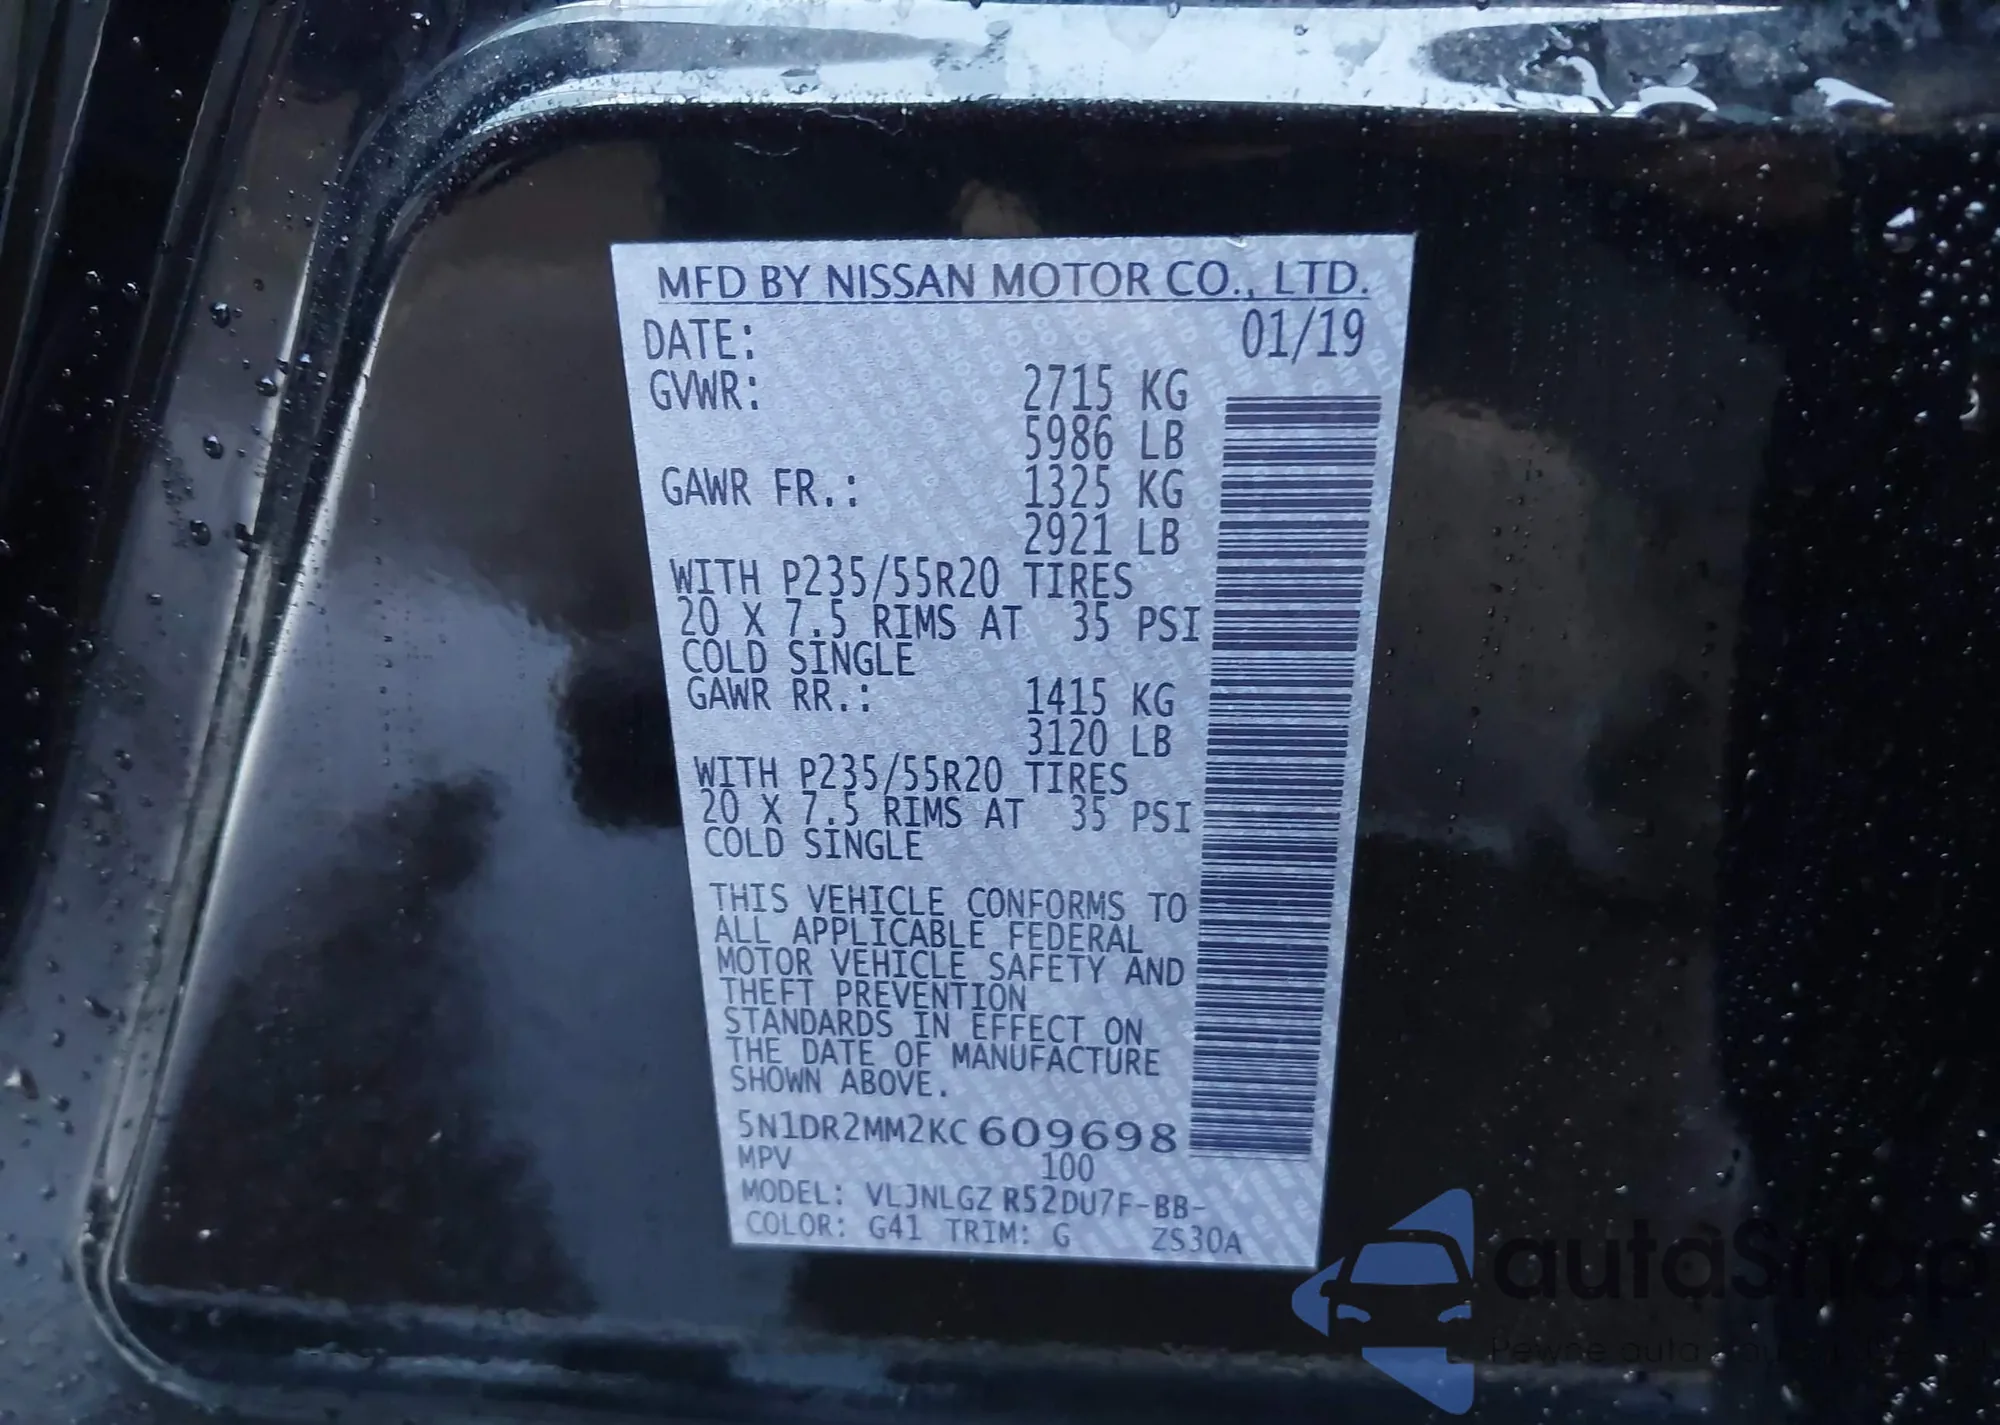 MFD BY NISSAN MOTOR CO., LTD.
DATE: 01/19
GVWR: 2715 KG
5986 LB
GAWR FR.: 1325 KG
2921 LB
WITH P235/55R20 TIRES
20 X 7.5 RIMS AT 35 PSI
COLD SINGLE
GAWR RR.: 1415 KG
3120 LB
WITH P235/55R20 TIRES
20 X 7.5 RIMS AT 35 PSI
COLD SINGLE
THIS VEHICLE CONFORMS TO
ALL APPLICABLE FEDERAL
MOTOR VEHICLE SAFETY AND
THEFT PREVENTION
STANDARDS IN EFFECT ON
THE DATE OF MANUFACTURE
SHOWN ABOVE.
5N1DR2MM2KC609698
MPV 100
MODEL: VLJNLGZ R52DU7F-BB-
COLOR: G41 TRIM: G ZS30A
autaSnap
Pewne auta